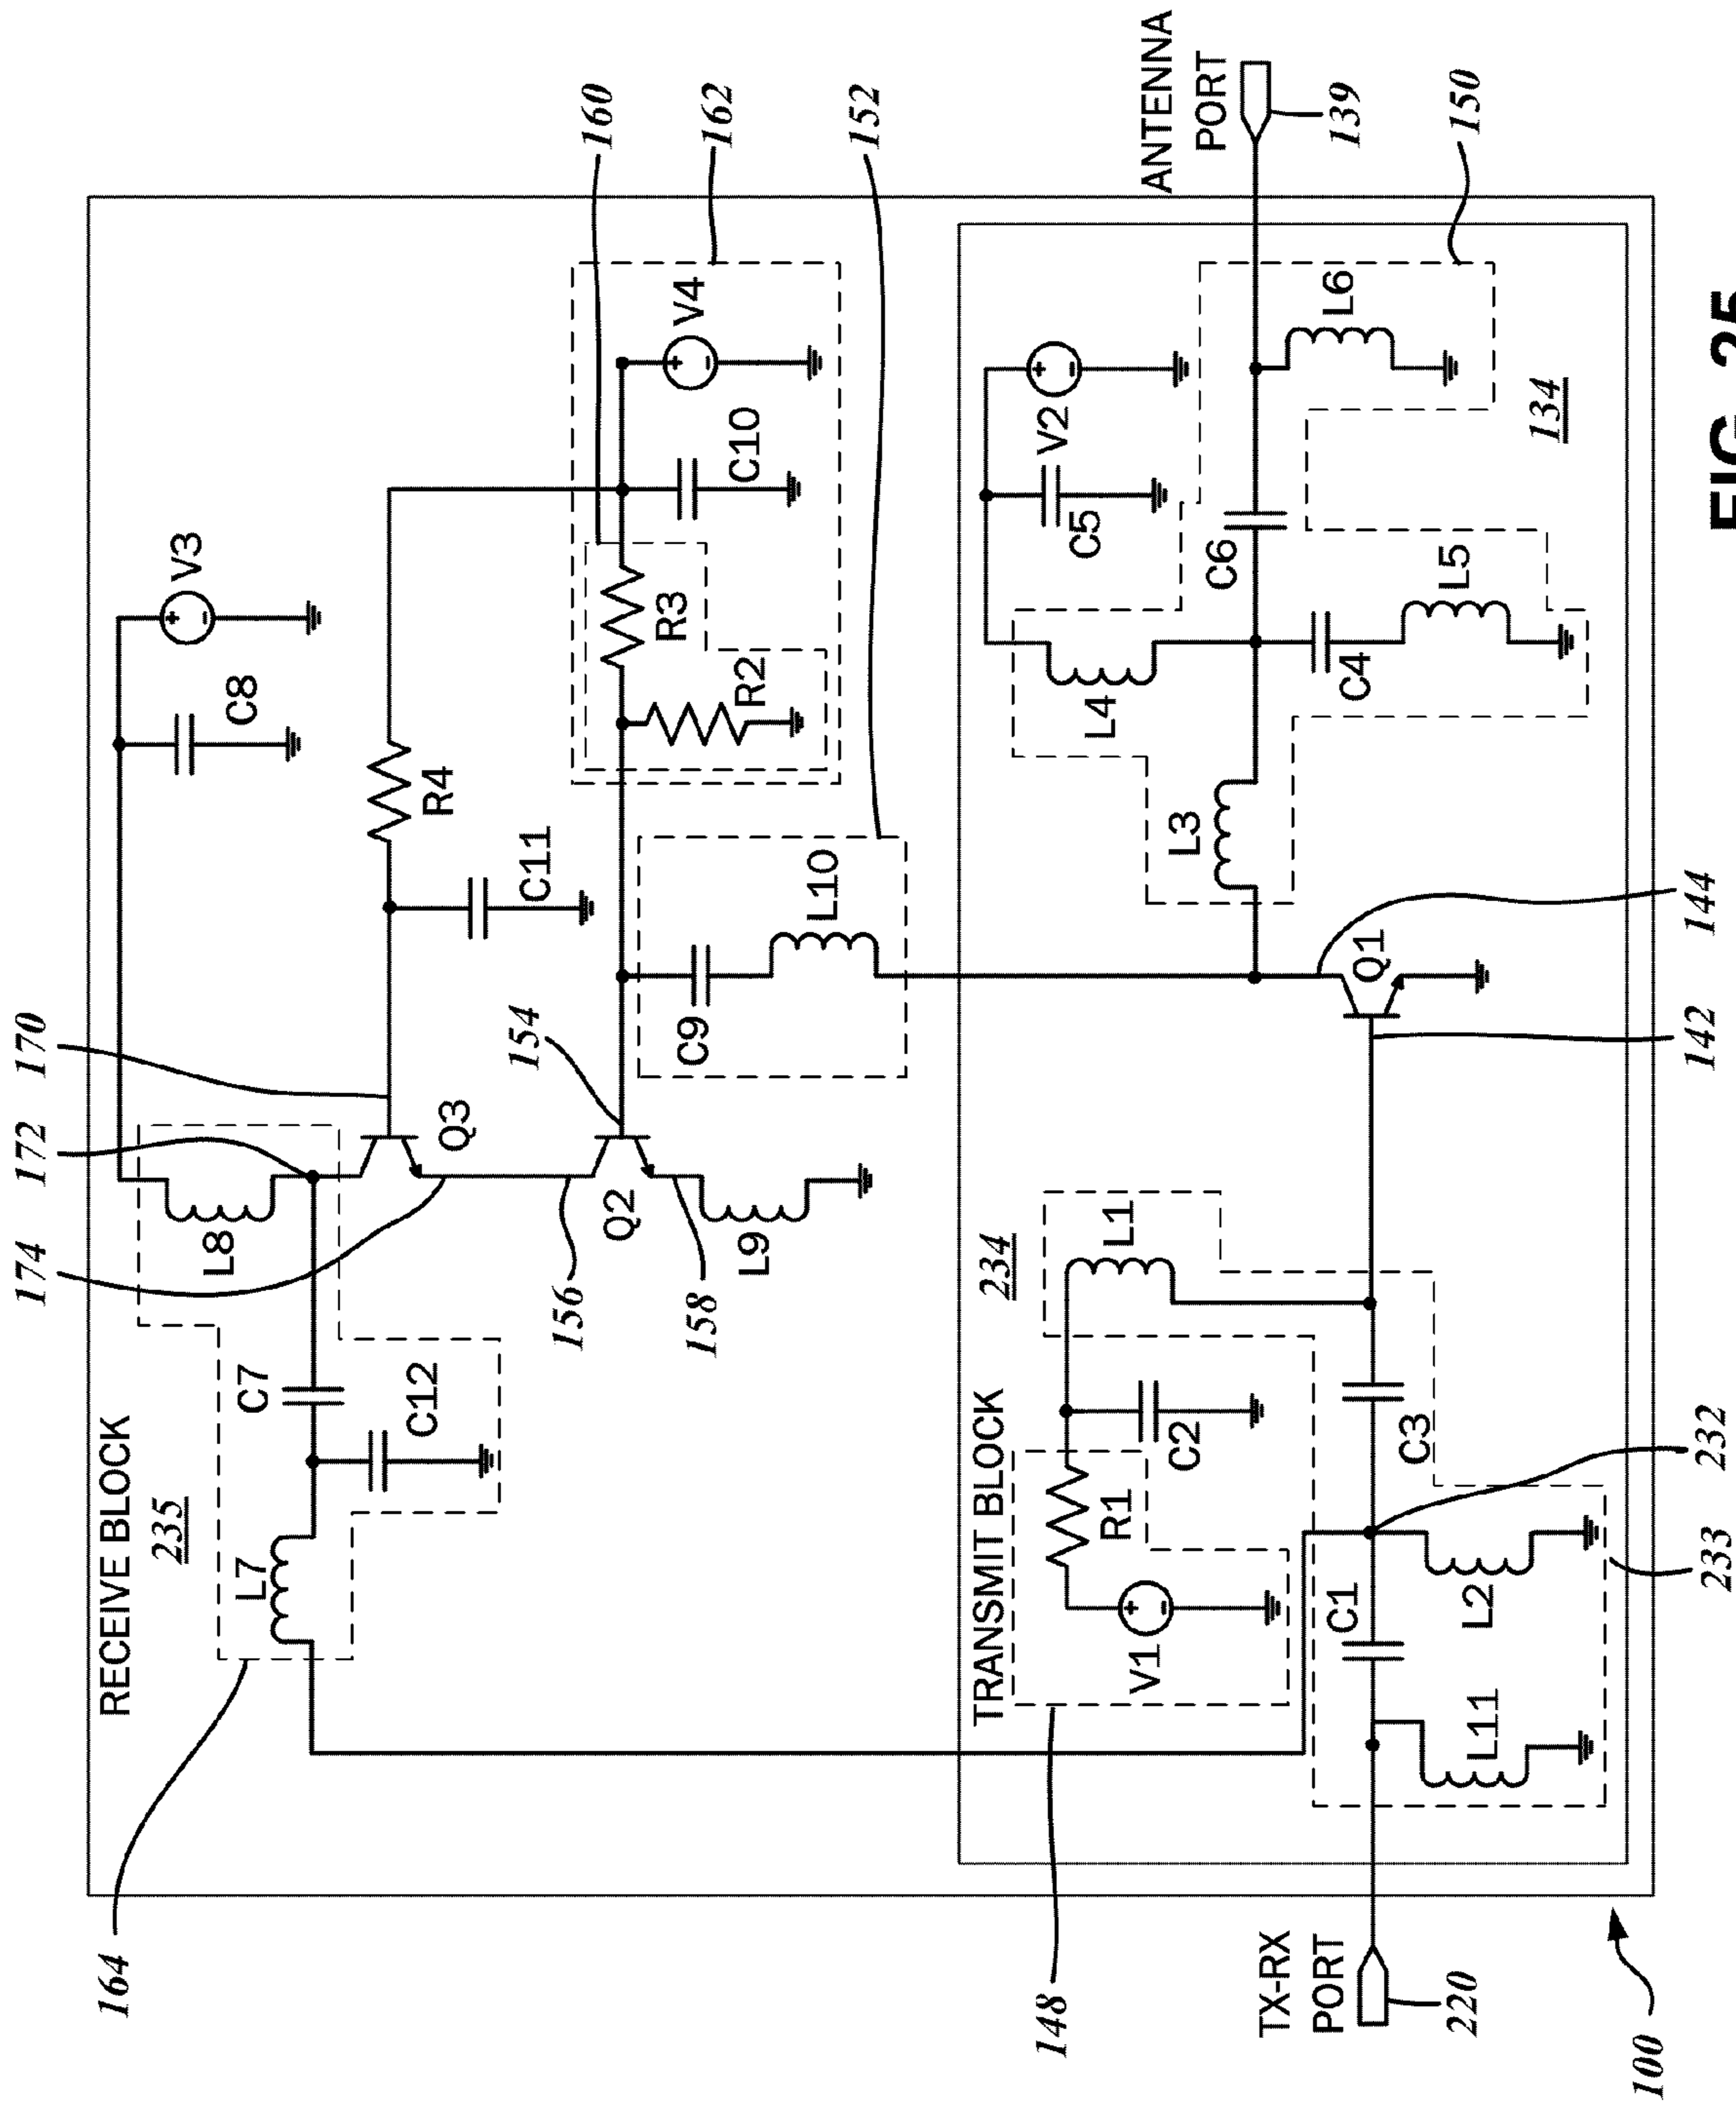 170
172
174
RECEIVE BLOCK
235
L7
C7
C12
L8
C8
V3
Q3
R4
C11
160
162
152
154
156
158
Q2
L9
C9
L10
R3
R2
C10
V4
164
TRANSMIT BLOCK
234
V1
R1
C2
L1
148
TX-RX
PORT
220
100
L11
C1
L2
C3
232
233
142
144
Q1
L3
L4
C5
V2
C6
C4
L5
L6
134
150
ANTENNA
PORT
139